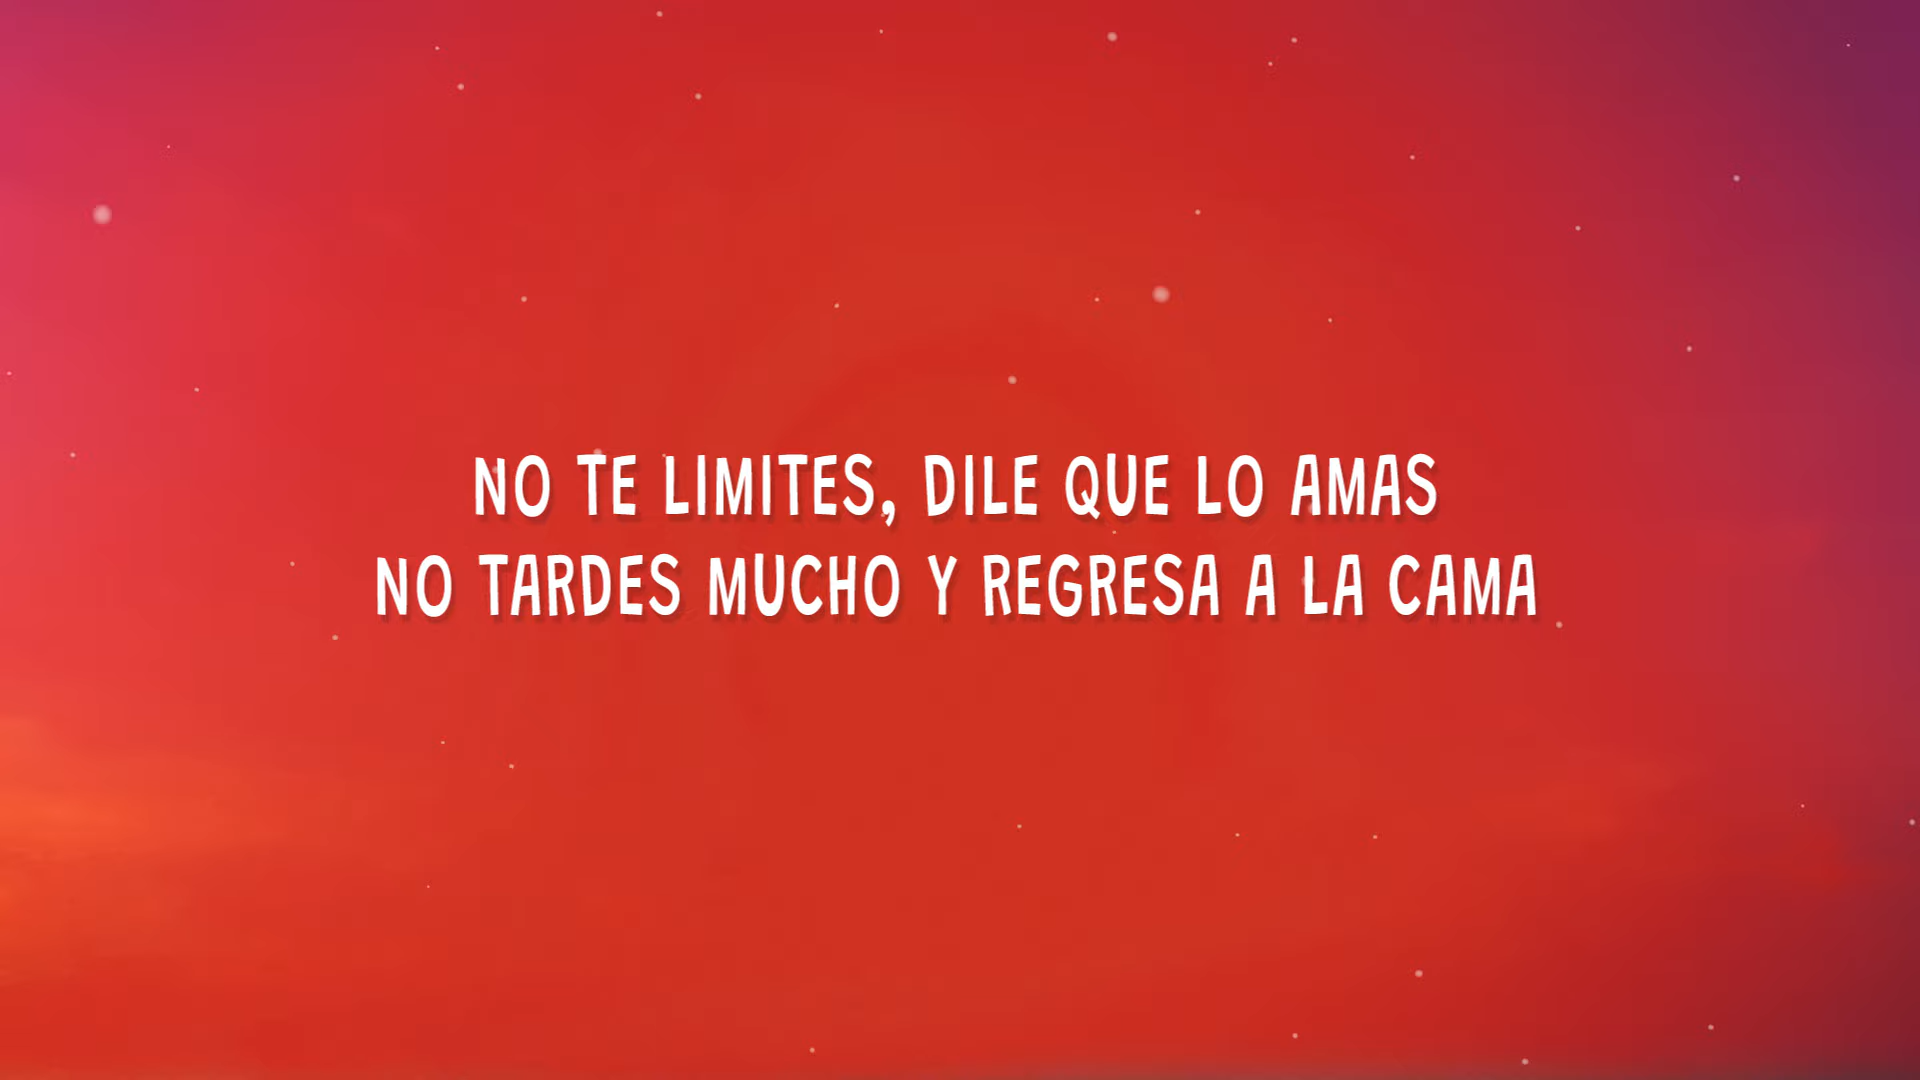 NO TE LIMITES, DILE QUE LO AMAS
NO TARDES MUCHO Y REGRESA A LA CAMA